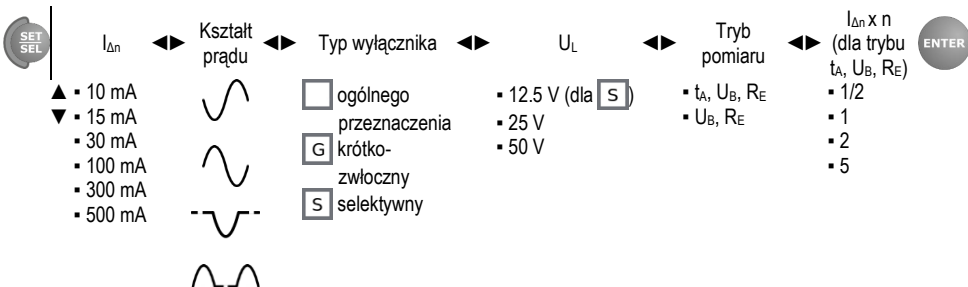 SET
SEL
I∆n
Kształt
prądu
Typ wyłącznika
UL
Tryb
pomiaru
I∆n x n
(dla trybu
tA, UB, RE)
ENTER
▪ 10 mA
▪ 15 mA
▪ 30 mA
▪ 100 mA
▪ 300 mA
▪ 500 mA
ogólnego
przeznaczenia
G krótko-
zwłoczny
S selektywny
▪ 12.5 V (dla S)
▪ 25 V
▪ 50 V
▪ tA, UB, RE
▪ UB, RE
▪ 1/2
▪ 1
▪ 2
▪ 5